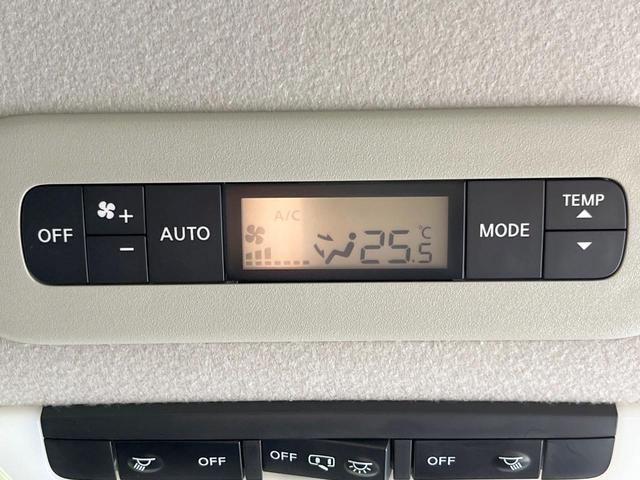 OFF
+
-
AUTO
A/C
25.5
°C
MODE
TEMP
OFF
OFF
OFF